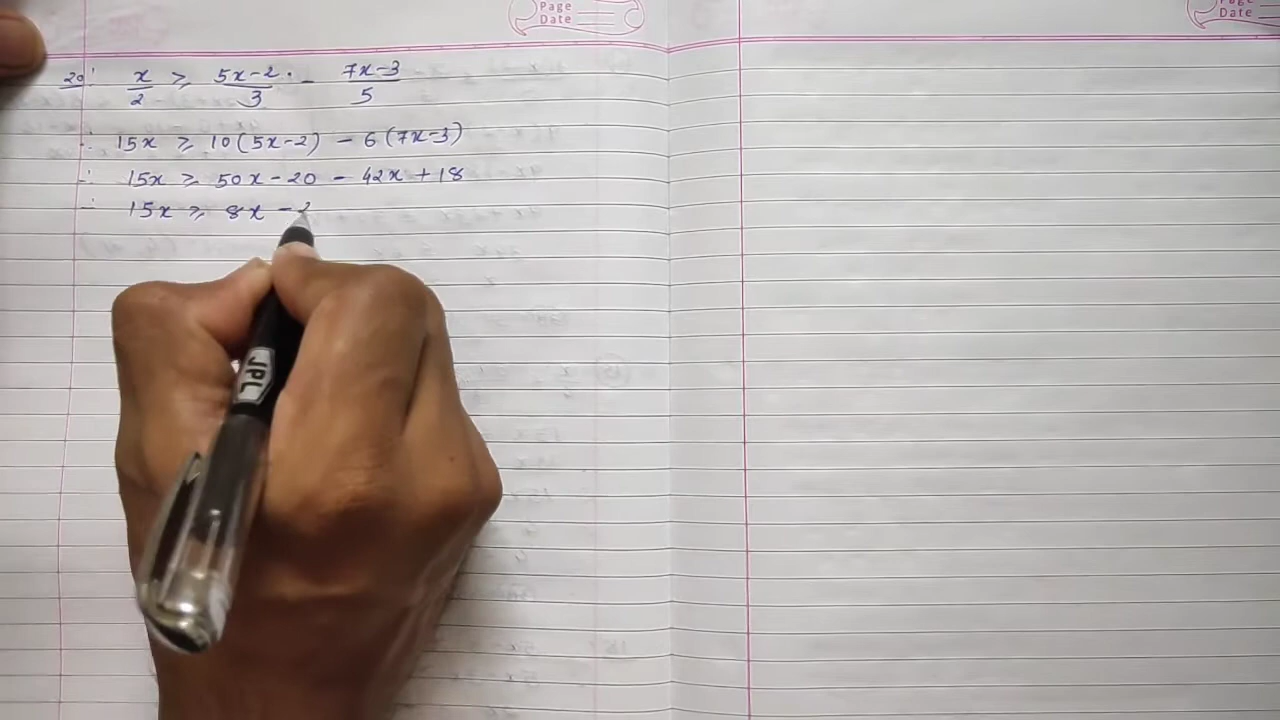 Page
Date
Page
Date
20: x/2 ≥ (5x-2)/3 - (7x-3)/5
∴ 15x ≥ 10(5x-2) - 6(7x-3)
∴ 15x ≥ 50x - 20 - 42x + 18
∴ 15x ≥ 8x - 2
JPL